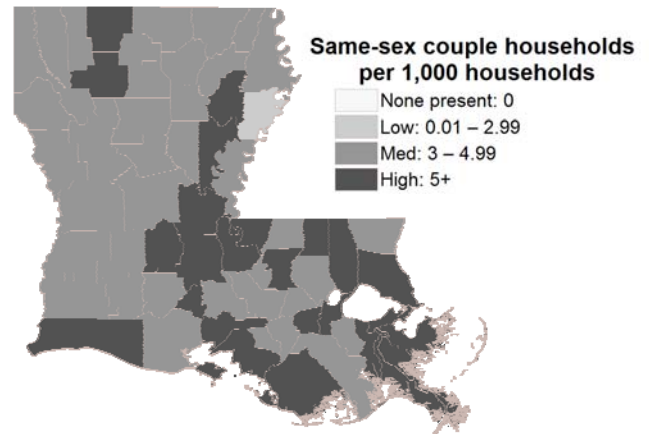 Same-sex couple households
per 1,000 households
None present: 0
Low: 0.01 – 2.99
Med: 3 – 4.99
High: 5+